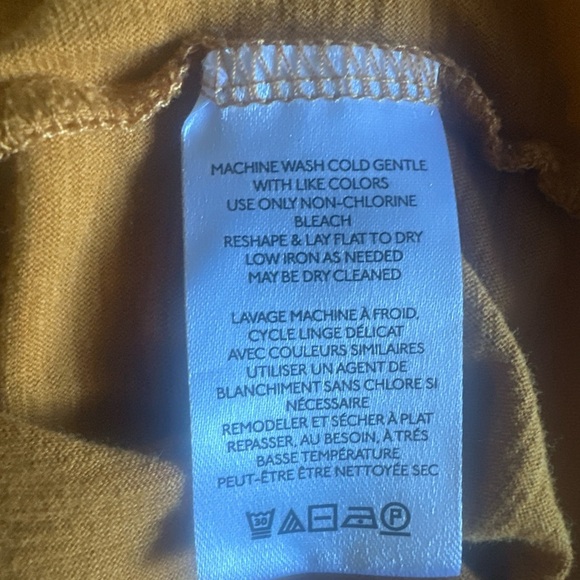 MACHINE WASH COLD GENTLE
WITH LIKE COLORS
USE ONLY NON-CHLORINE
BLEACH
RESHAPE & LAY FLAT TO DRY
LOW IRON AS NEEDED
MAY BE DRY CLEANED
LAVAGE MACHINE À FROID,
CYCLE LINGE DÉLICAT
AVEC COULEURS SIMILAIRES
UTILISER UN AGENT DE
BLANCHIMENT SANS CHLORE SI
NÉCESSAIRE
REMODELER ET SÉCHER À PLAT
REPASSER, AU BESOIN, À TRÉS
BASSE TEMPÉRATURE
PEUT-ÊTRE ÊTRE NETTOYÉE SEC
30 P